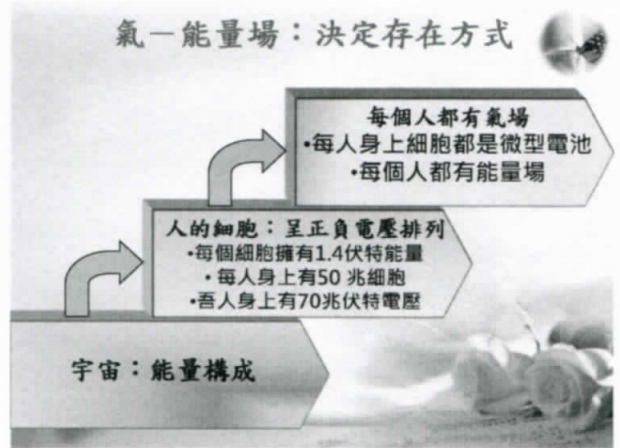 氣－能量場：決定存在方式
每個人都有氣場
•每人身上細胞都是微型電池
•每個人都有能量場
人的細胞：呈正負電壓排列
•每個細胞擁有1.4伏特能量
•每人身上有50 兆細胞
•吾人身上有70兆伏特電壓
宇宙：能量構成